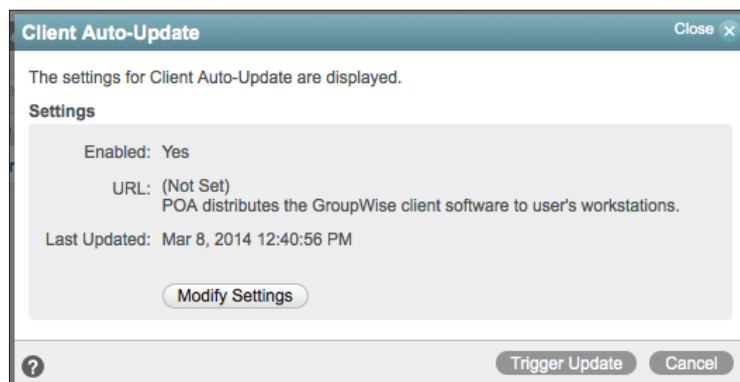 Client Auto-Update
Close
The settings for Client Auto-Update are displayed.
Settings
Enabled: Yes
URL: (Not Set)
POA distributes the GroupWise client software to user's workstations.
Last Updated: Mar 8, 2014 12:40:56 PM
Modify Settings
? Trigger Update Cancel